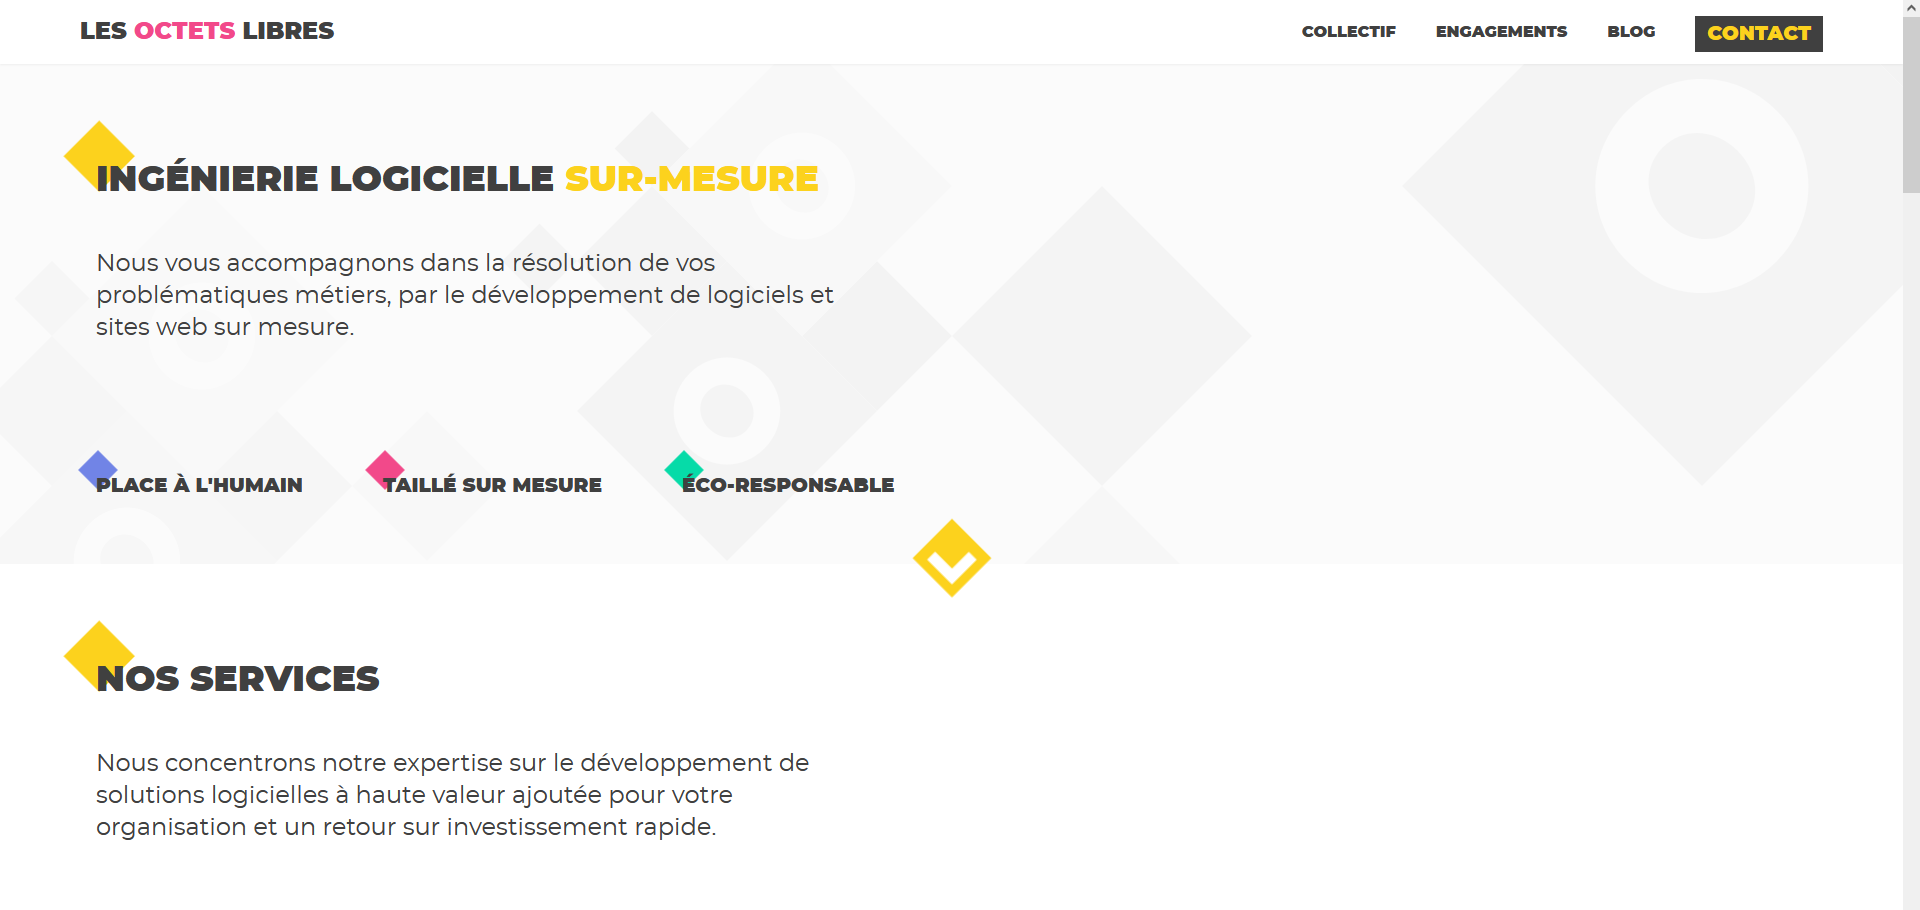 LES OCTETS LIBRES
COLLECTIF
ENGAGEMENTS
BLOG
CONTACT
INGÉNIERIE LOGICIELLE SUR-MESURE
Nous vous accompagnons dans la résolution de vos
problématiques métiers, par le développement de logiciels et
sites web sur mesure.
PLACE À L'HUMAIN
TAILLÉ SUR MESURE
ÉCO-RESPONSABLE
NOS SERVICES
Nous concentrons notre expertise sur le développement de
solutions logicielles à haute valeur ajoutée pour votre
organisation et un retour sur investissement rapide.